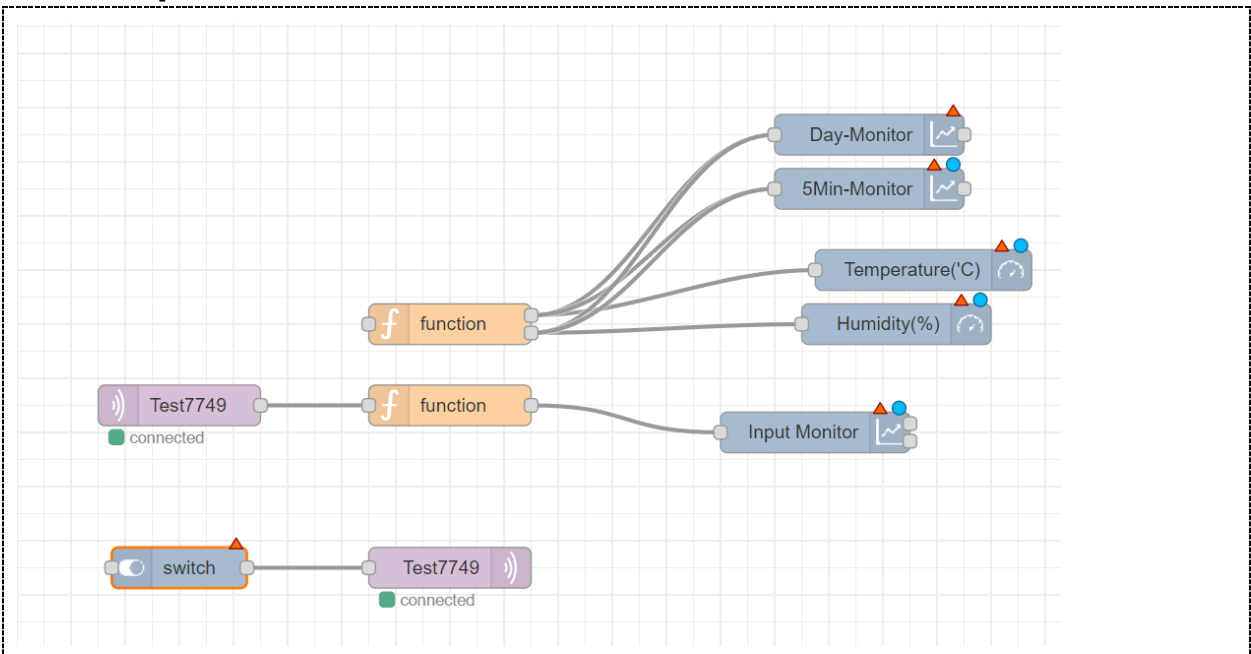 Day-Monitor
5Min-Monitor
Temperature('C)
Humidity(%)
function
Test7749
function
connected
Input Monitor
switch
Test7749
connected